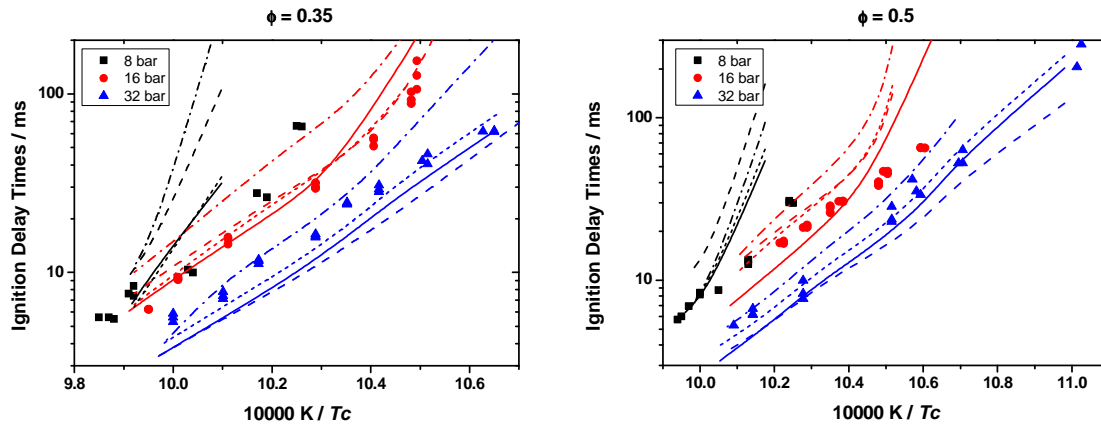 ϕ = 0.35
8 bar
16 bar
32 bar
Ignition Delay Times / ms
100
10
9.8
10.0
10.2
10.4
10.6
10000 K / Tc
ϕ = 0.5
8 bar
16 bar
32 bar
Ignition Delay Times / ms
100
10
10.0
10.2
10.4
10.6
10.8
11.0
10000 K / Tc